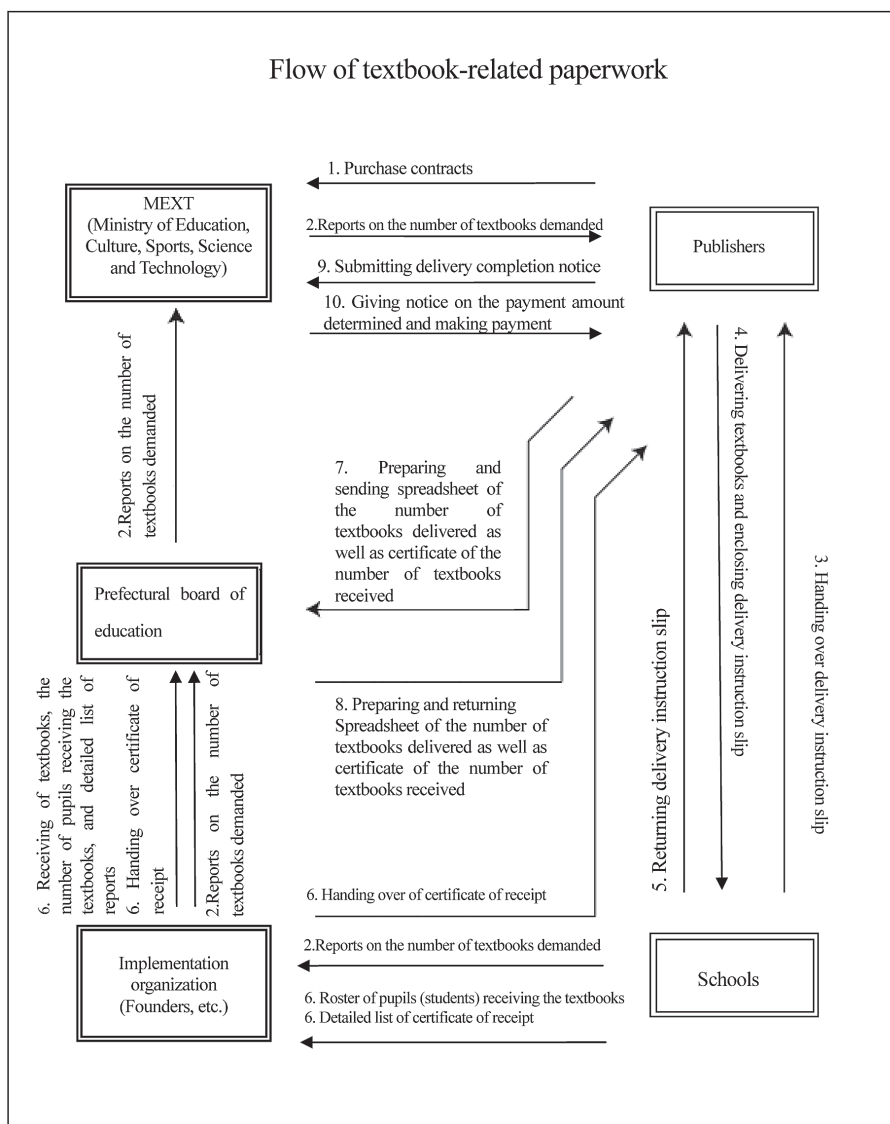 Flow of textbook-related paperwork
1. Purchase contracts
MEXT
(Ministry of Education,
Culture, Sports, Science
and Technology)
2.Reports on the number of textbooks demanded
Publishers
9. Submitting delivery completion notice
10. Giving notice on the payment amount
determined and making payment
2.Reports on the number of
textbooks demanded
4. Delivering textbooks and enclosing delivery instruction slip
7. Preparing and
sending spreadsheet of
the number of
textbooks delivered as
well as certificate of the
number of textbooks
received
3. Handing over delivery instruction slip
5. Returning delivery instruction slip
Prefectural board of
education
8. Preparing and returning
Spreadsheet of the number of
textbooks delivered as well as
certificate of the number of
textbooks received
6. Receiving of textbooks, the
number of pupils receiving the
textbooks, and detailed list of
reports
6. Handing over certificate of
receipt
2.Reports on the number of
textbooks demanded
6. Handing over of certificate of receipt
2.Reports on the number of textbooks demanded
Implementation
organization
(Founders, etc.)
Schools
6. Roster of pupils (students) receiving the textbooks
6. Detailed list of certificate of receipt